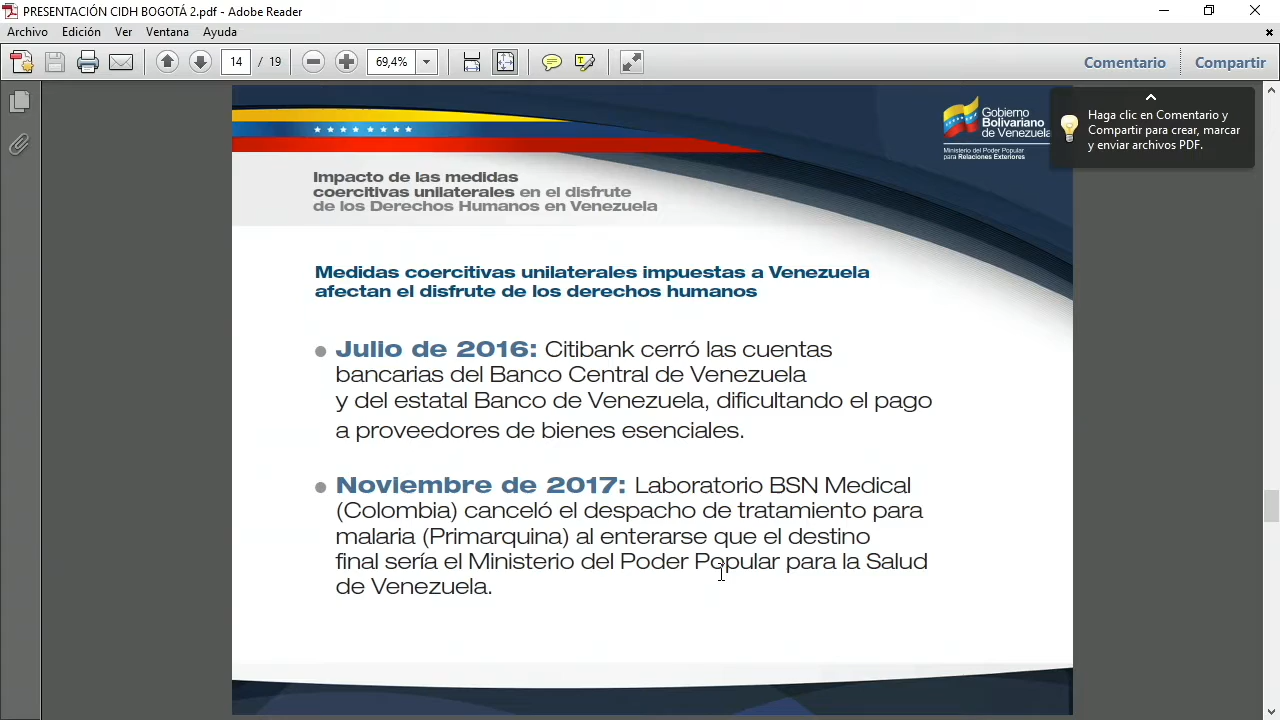 PRESENTACIÓN CIDH BOGOTÁ 2.pdf - Adobe Reader
Archivo Edición Ver Ventana Ayuda
14 / 19 69,4% Comentario Compartir
Haga clic en Comentario y
Compartir para crear, marcar
y enviar archivos PDF.
Gobierno
Bolivariano
de Venezuela
Ministerio del Poder Popular
para Relaciones Exteriores
Impacto de las medidas
coercitivas unilaterales en el disfrute
de los Derechos Humanos en Venezuela
Medidas coercitivas unilaterales impuestas a Venezuela
afectan el disfrute de los derechos humanos
Julio de 2016: Citibank cerró las cuentas
bancarias del Banco Central de Venezuela
y del estatal Banco de Venezuela, dificultando el pago
a proveedores de bienes esenciales.
Noviembre de 2017: Laboratorio BSN Medical
(Colombia) canceló el despacho de tratamiento para
malaria (Primarquina) al enterarse que el destino
final sería el Ministerio del Poder Popular para la Salud
de Venezuela.